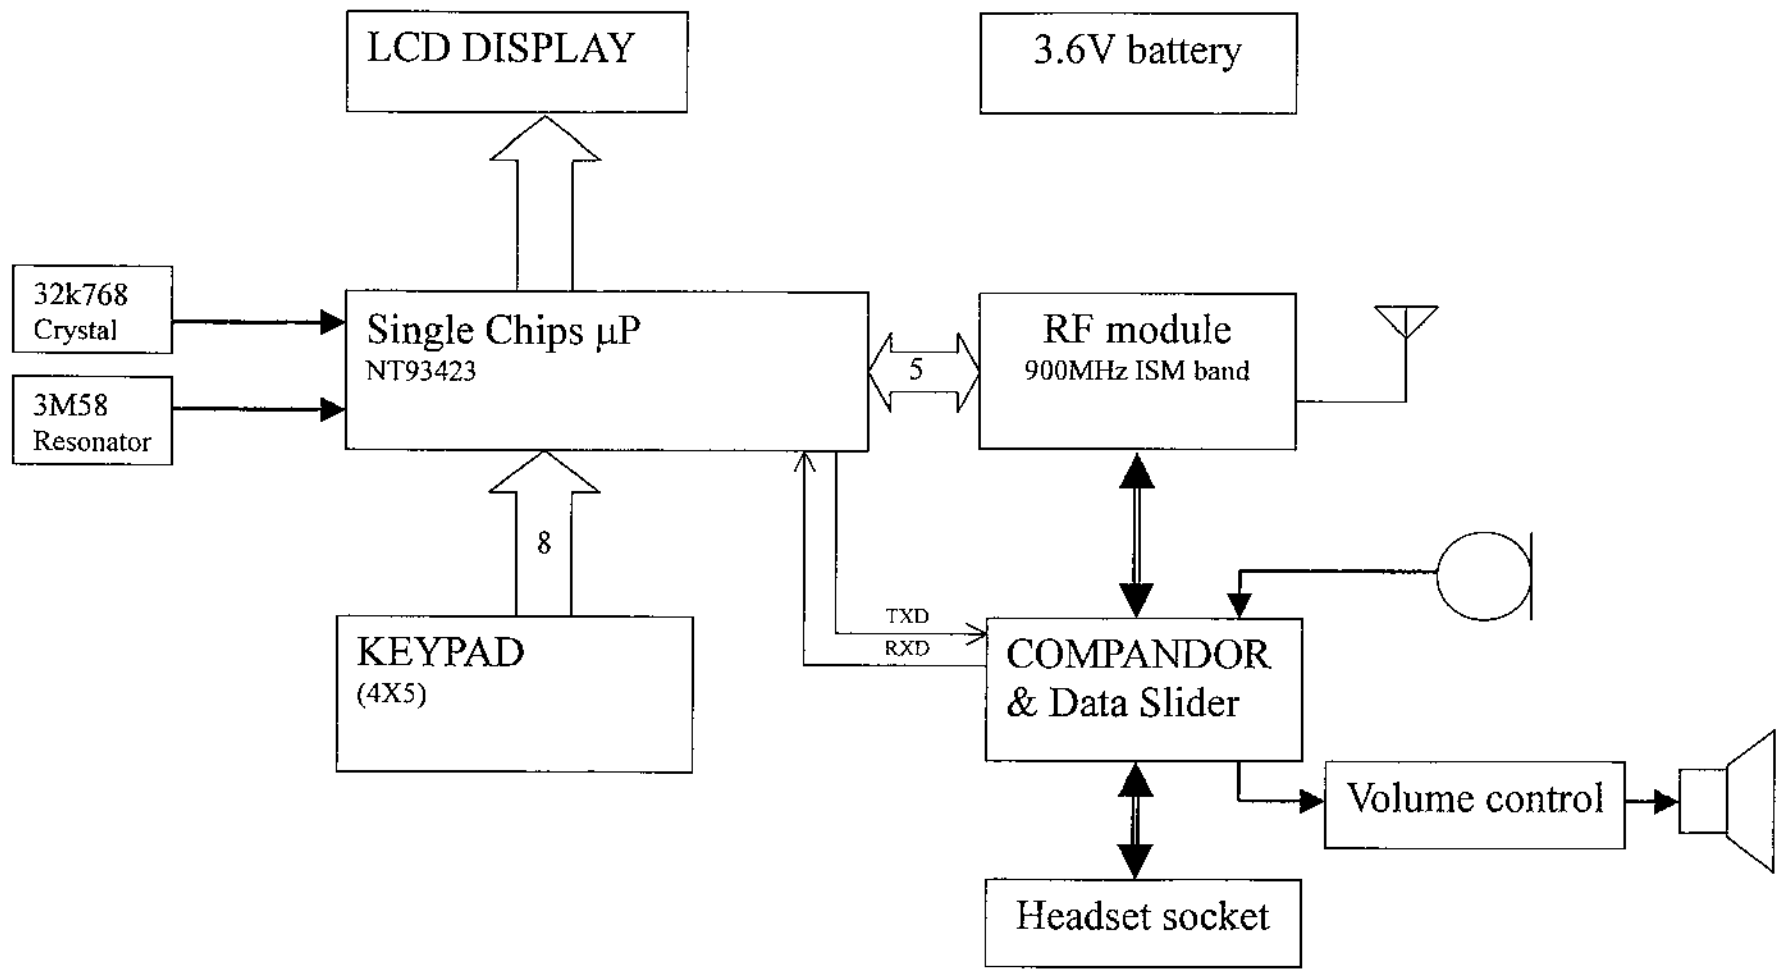 LCD DISPLAY
3.6V battery
32k768
Crystal
Single Chips μP
NT93423
5
RF module
900MHz ISM band
3M58
Resonator
8
TXD
RXD
KEYPAD
(4X5)
COMPANDOR
& Data Slider
Volume control
Headset socket